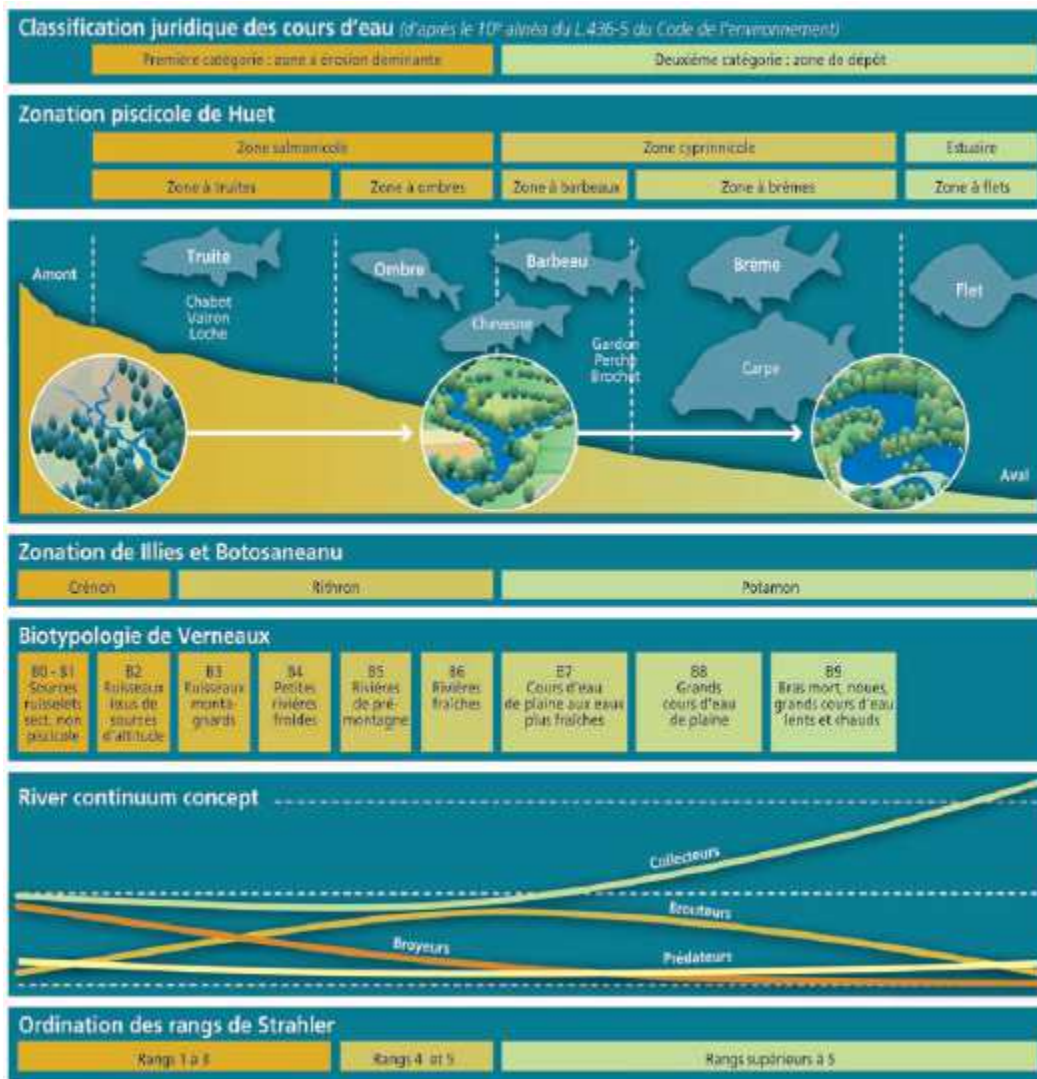 Classification juridique des cours d'eau (d'après le 10e alinéa du L.436-5 du Code de l'environnement)
Première catégorie : zone à érosion dominante
Deuxième catégorie : zone de dépôt
Zonation piscicole de Huet
Zone salmonicole
Zone cyprinnicole
Estuaire
Zone à truites
Zone à ombres
Zone à barbeaux
Zone à brèmes
Zone à flets
Amont
Truite
Chabot
Vairon
Loche
Ombre
Barbeau
Chevesne
Gardon
Perche
Brochet
Brème
Carpe
Flet
Aval
Zonation de Illies et Botosaneanu
Crénon
Rithron
Potamon
Biotypologie de Verneaux
B0 - B1
Sources
ruisselets
sect. non
piscicole
B2
Ruisseaux
issus de
sources
d'attitude
B3
Ruisseaux
monta-
gnards
B4
Petites
rivières
froides
B5
Rivières
de pré-
montagne
B6
Rivières
fraîches
B7
Cours d'eau
de plaine aux eaux
plus fraîches
B8
Grands
cours d'eau
de plaine
B9
Bras mort, noues,
grands cours d'eau
lents et chauds
River continuum concept
Collecteurs
Brouteurs
Broyeurs
Prédateurs
Ordination des rangs de Strahler
Rangs 1 à 3
Rangs 4 et 5
Rangs supérieurs à 5